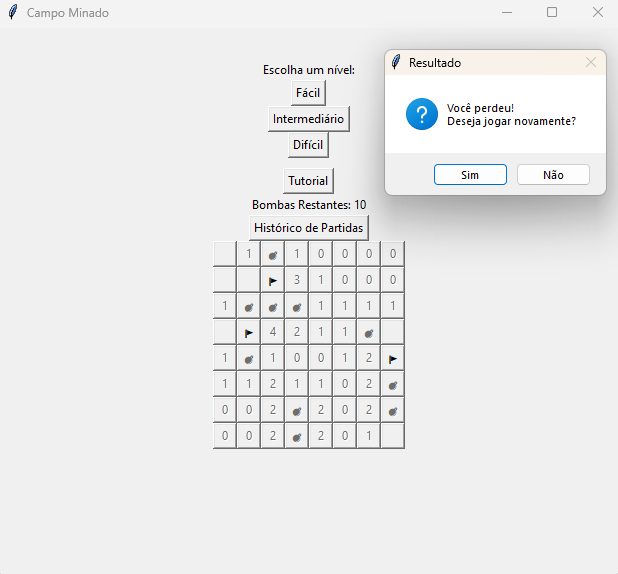 Campo Minado
Resultado
Você perdeu!
Deseja jogar novamente?
Sim Não
Escolha um nível:
Fácil
Intermediário
Difícil
Tutorial
Bombas Restantes: 10
Histórico de Partidas
1 1 0 0 0 0
3 1 0 0 0
1 1 1 1 1
4 2 1 1
1 1 0 0 1 2
1 1 2 1 1 0 2
0 0 2 2 0 2
0 0 2 2 0 1